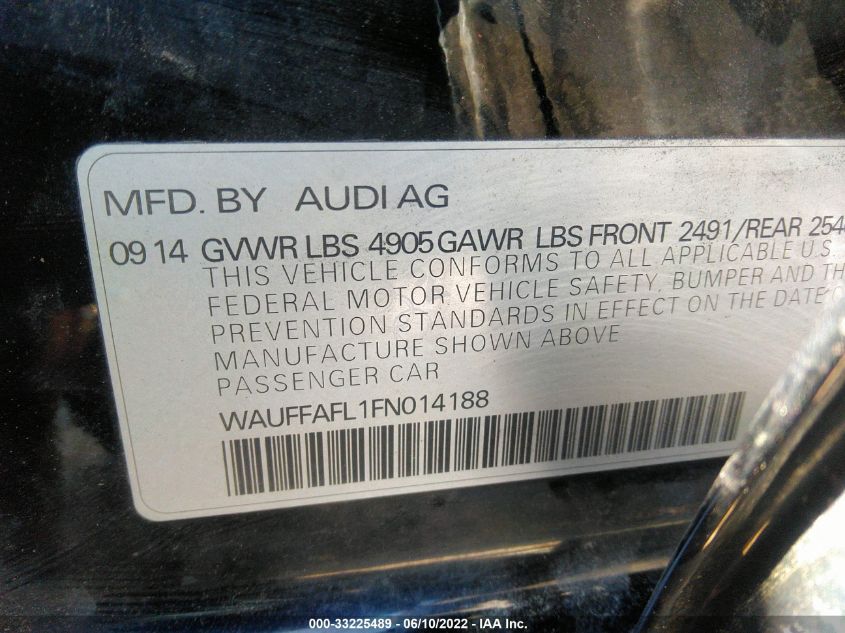 MFD. BY AUDI AG
09 14 GVWR LBS 4905 GAWR LBS FRONT 2491/REAR 254
THIS VEHICLE CONFORMS TO ALL APPLICABLE U.S
FEDERAL MOTOR VEHICLE SAFETY, BUMPER AND TH
PREVENTION STANDARDS IN EFFECT ON THE DATE O
MANUFACTURE SHOWN ABOVE
PASSENGER CAR
WAUFFAFL1FN014188
000-33225489 - 06/10/2022 - IAA Inc.